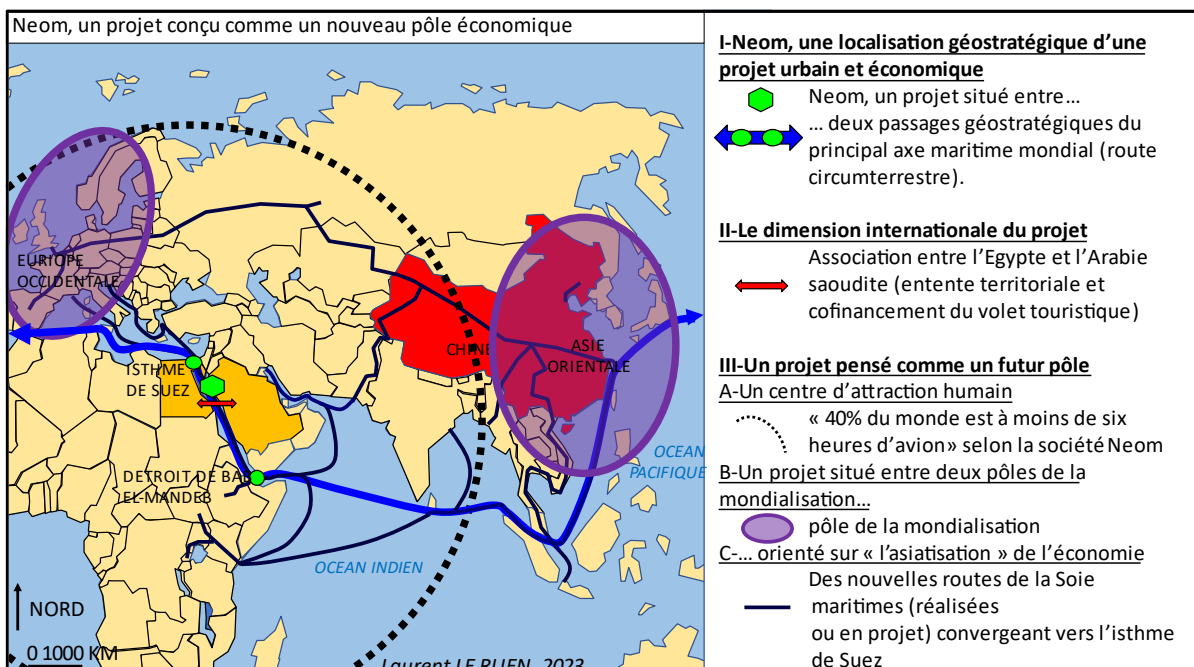 Neom, un projet conçu comme un nouveau pôle économique
EURIOPE
OCCIDENTALE
ISTHME
DE SUEZ
DETROIT DE BAB
EL-MANDEB
CHINE
ASIE
ORIENTALE
OCEAN
PACIFIQUE
OCEAN INDIEN
NORD
0 1000 KM
Laurent LE RUEN, 2023
I-Neom, une localisation géostratégique d’une
projet urbain et économique
Neom, un projet situé entre…
… deux passages géostratégiques du
principal axe maritime mondial (route
circumterrestre).
II-Le dimension internationale du projet
Association entre l’Egypte et l’Arabie
saoudite (entente territoriale et
cofinancement du volet touristique)
III-Un projet pensé comme un futur pôle
A-Un centre d’attraction humain
« 40% du monde est à moins de six
heures d’avion» selon la société Neom
B-Un projet situé entre deux pôles de la
mondialisation…
pôle de la mondialisation
C-… orienté sur « l’asiatisation » de l’économie
Des nouvelles routes de la Soie
maritimes (réalisées
ou en projet) convergeant vers l’isthme
de Suez